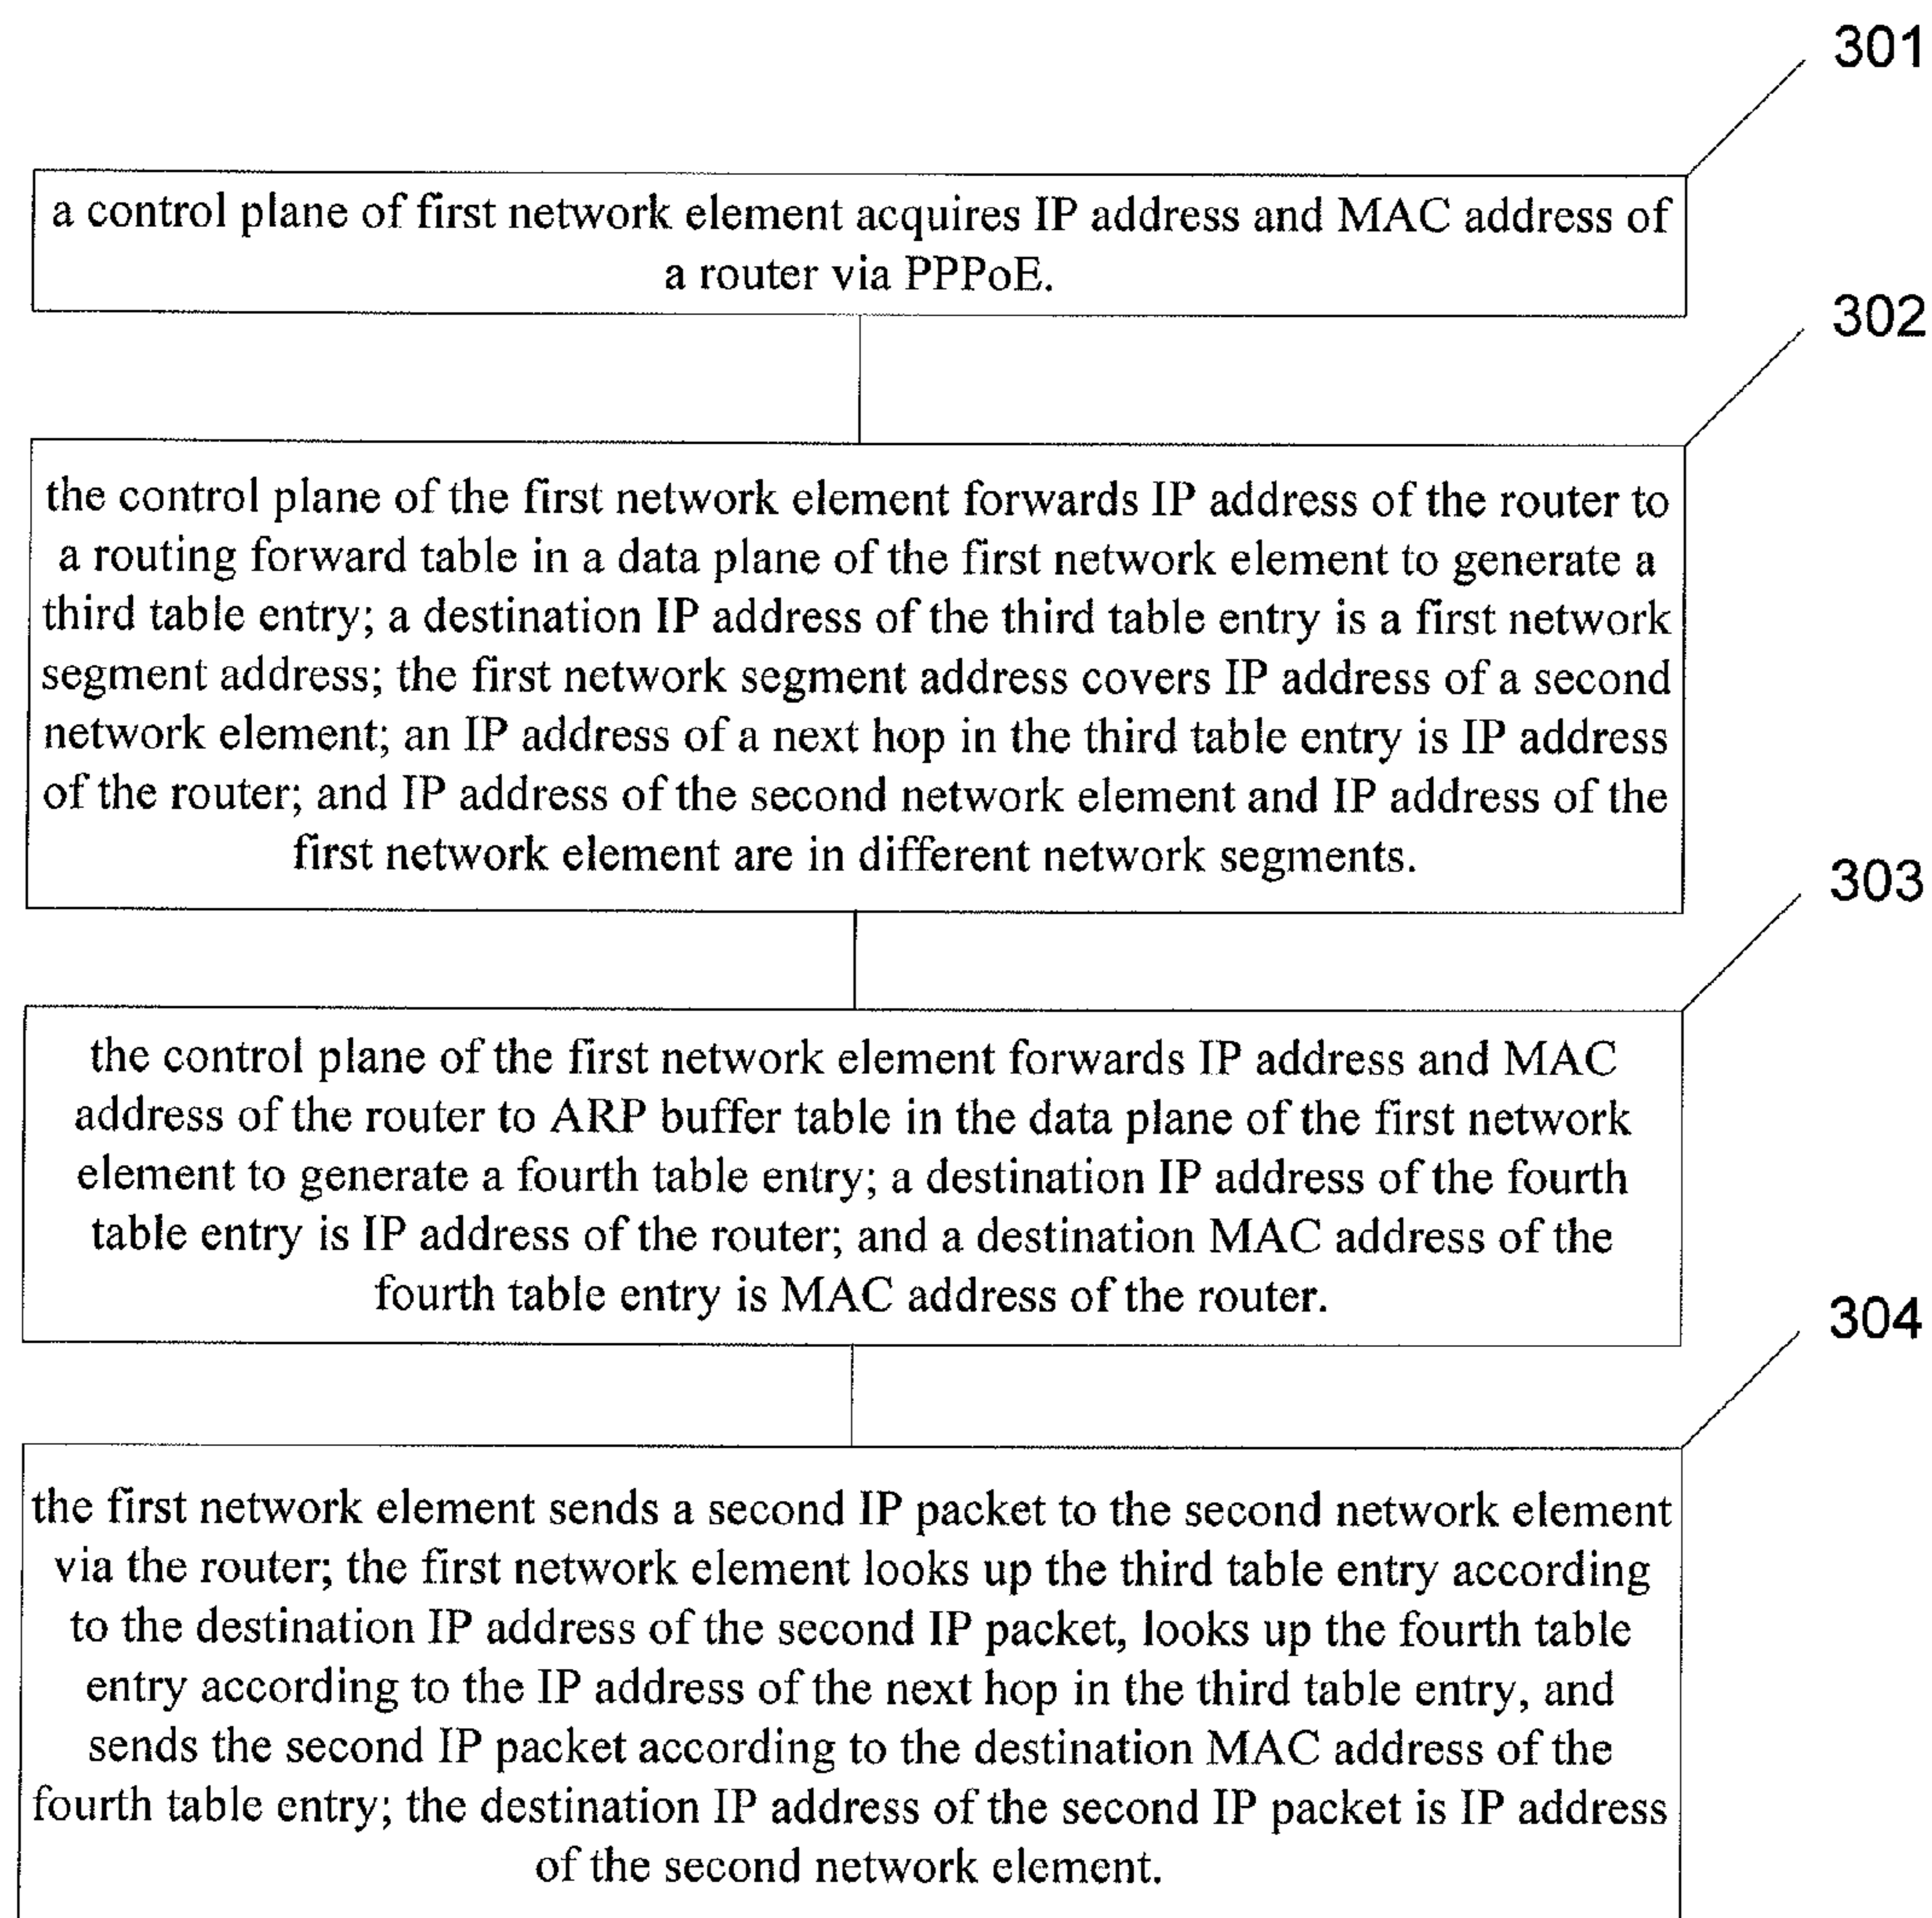 301
a control plane of first network element acquires IP address and MAC address of
a router via PPPoE.
302
the control plane of the first network element forwards IP address of the router to
a routing forward table in a data plane of the first network element to generate a
third table entry; a destination IP address of the third table entry is a first network
segment address; the first network segment address covers IP address of a second
network element; an IP address of a next hop in the third table entry is IP address
of the router; and IP address of the second network element and IP address of the
first network element are in different network segments.
303
the control plane of the first network element forwards IP address and MAC
address of the router to ARP buffer table in the data plane of the first network
element to generate a fourth table entry; a destination IP address of the fourth
table entry is IP address of the router; and a destination MAC address of the
fourth table entry is MAC address of the router.
304
the first network element sends a second IP packet to the second network element
via the router; the first network element looks up the third table entry according
to the destination IP address of the second IP packet, looks up the fourth table
entry according to the IP address of the next hop in the third table entry, and
sends the second IP packet according to the destination MAC address of the
fourth table entry; the destination IP address of the second IP packet is IP address
of the second network element.